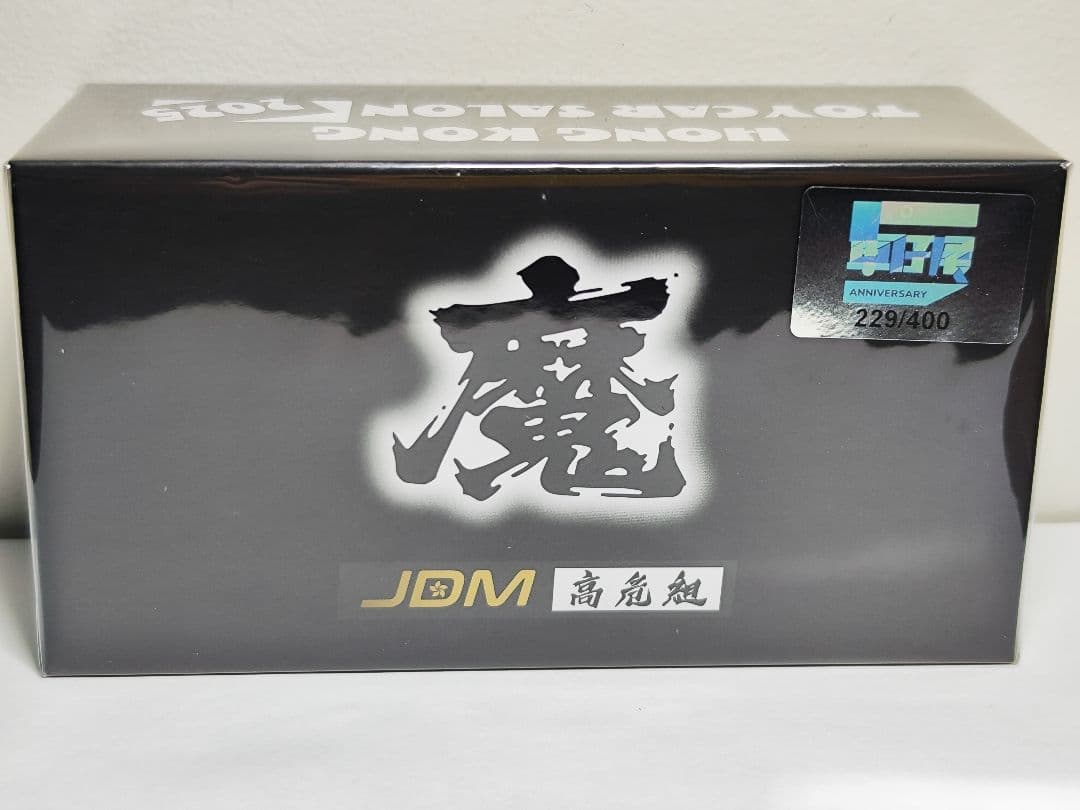 HONG KONG
TOYCAR SALON 2025
魔
ANNIVERSARY
229/400
JDM 高危組